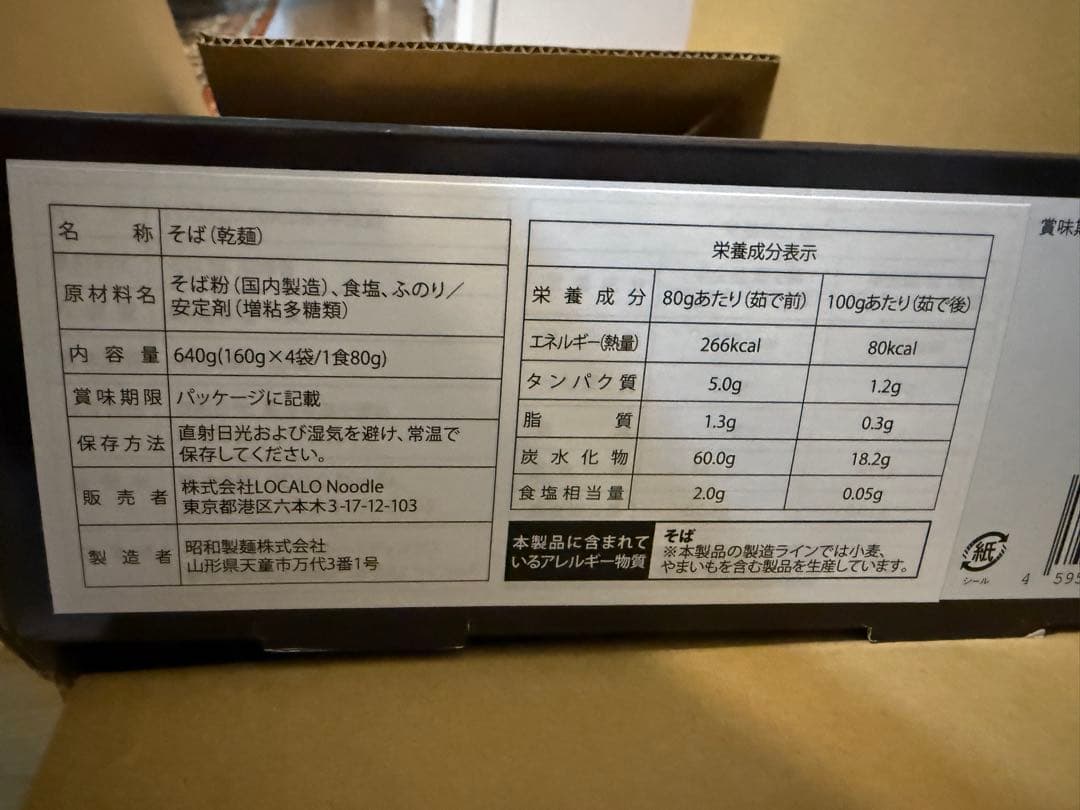 名称 そば(乾麺)
原材料名 そば粉(国内製造)、食塩、ふのり/
安定剤(増粘多糖類)
内容量 640g(160g×4袋/1食80g)
賞味期限 パッケージに記載
保存方法 直射日光および湿気を避け、常温で
保存してください。
販売者 株式会社LOCALO Noodle
東京都港区六本木3-17-12-103
製造者 昭和製麺株式会社
山形県天童市万代3番1号
栄養成分表示
栄養成分 80gあたり(茹で前) 100gあたり(茹で後)
エネルギー(熱量) 266kcal 80kcal
タンパク質 5.0g 1.2g
脂質 1.3g 0.3g
炭水化物 60.0g 18.2g
食塩相当量 2.0g 0.05g
本製品に含まれて
いるアレルギー物質
そば
※本製品の製造ラインでは小麦、
やまいもを含む製品を生産しています。
賞味
紙
シール
4 595